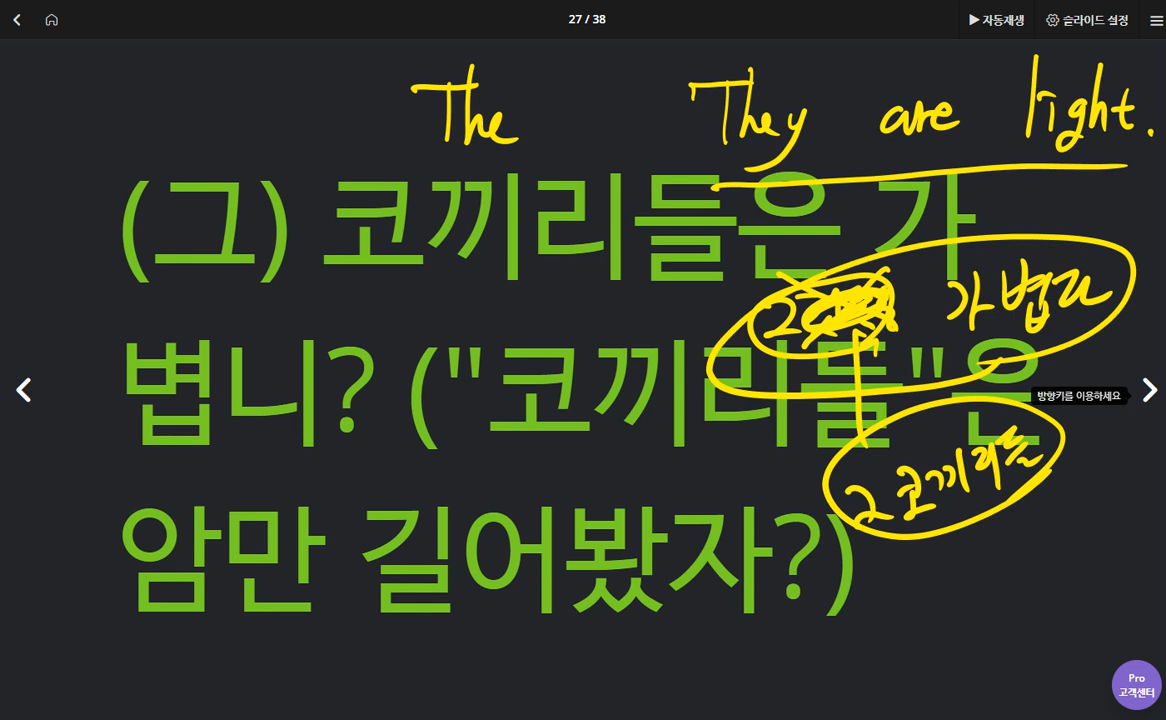 27 / 38
▶ 자동재생
슬라이드 설정
The They are light.
(그) 코끼리들은 가
그 가볍다
볍니? ("코끼리들"은
방향키를 이용하세요
그 코끼리들
암만 길어봤자?)
Pro
고객센터